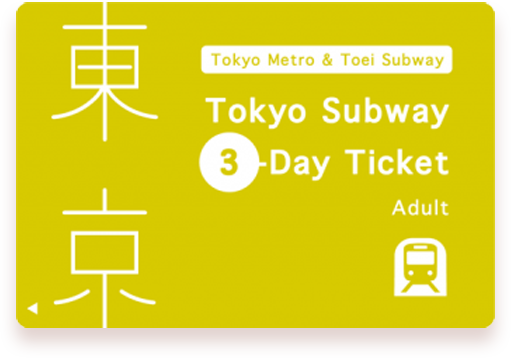 東京
Tokyo Metro & Toei Subway
Tokyo Subway
3-Day Ticket
Adult